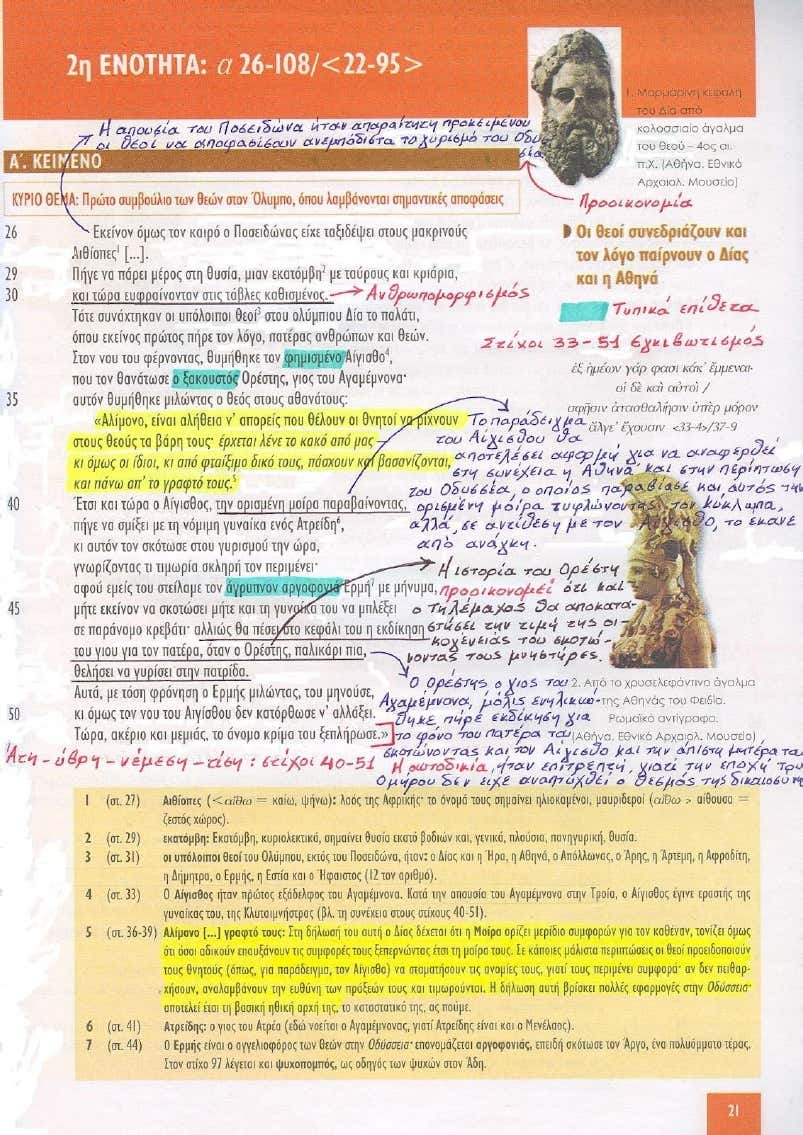 2η ΕΝΟΤΗΤΑ: α 26-108/<22-95>
Η απουσία του Ποσειδώνα ήταν απαραίτητη προκειμένου
οι θεοί να αποφασίσουν ανεμπόδιστα το γυρισμό του Οδυσ
σέα
Α΄. ΚΕΙΜΕΝΟ
1. Μαρμάρινη κεφαλή
του Δία από
κολοσσιαίο άγαλμα
του θεού – 4ος αι.
π.Χ. (Αθήνα. Εθνικό
Αρχαιολ. Μουσείο)
Προοικονομία
ΚΥΡΙΟ ΘΕΜΑ: Πρώτο συμβούλιο των θεών στον Όλυμπο, όπου λαμβάνονται σημαντικές αποφάσεις
26 Εκείνον όμως τον καιρό ο Ποσειδώνας είχε ταξιδέψει στους μακρινούς
Αιθίοπες1 [...].
29 Πήγε να πάρει μέρος στη θυσία, μιαν εκατόμβη2 με ταύρους και κριάρια,
30 και τώρα ευφραίνονταν στις τάβλες καθισμένος.
Ανθρωπομορφισμός
Τότε συνάχτηκαν οι υπόλοιποι θεοί3 στου ολύμπιου Δία το παλάτι,
όπου εκείνος πρώτος πήρε τον λόγο, πατέρας ανθρώπων και θεών.
Στον νου του φέρνοντας, θυμήθηκε τον φημισμένο Αίγισθο4,
που τον θανάτωσε ο ξακουστός Ορέστης, γιος του Αγαμέμνονα·
35 αυτόν θυμήθηκε μιλώντας ο θεός στους αθανάτους:
«Αλίμονο, είναι αλήθεια ν' απορείς που θέλουν οι θνητοί να ρίχνουν
στους θεούς τα βάρη τους· έρχεται λένε το κακό από μας –
κι όμως οι ίδιοι, κι από φταίξιμο δικό τους, πάσχουν και βασανίζονται,
και πάνω απ' το γραφτό τους.5
40 Έτσι και τώρα ο Αίγισθος, την ορισμένη μοίρα παραβαίνοντας,
πήγε να σμίξει με τη νόμιμη γυναίκα ενός Ατρείδη6,
κι αυτόν τον σκότωσε στου γυρισμού την ώρα,
γνωρίζοντας τι τιμωρία σκληρή τον περιμένει·
αφού εμείς του στείλαμε τον άγρυπνον αργοφονιά Ερμή7 με μήνυμα,
45 μήτε εκείνον να σκοτώσει μήτε και τη γυναίκα του να μπλέξει
σε παράνομο κρεβάτι· αλλιώς θα πέσει στο κεφάλι του η εκδίκηση
του γιου για τον πατέρα, όταν ο Ορέστης, παλικάρι πια,
θελήσει να γυρίσει στην πατρίδα.
Αυτά, με τόση φρόνηση ο Ερμής μιλώντας, του μηνούσε,
50 κι όμως τον νου του Αιγίσθου δεν κατόρθωσε ν' αλλάξει.
Τώρα, ακέριο και μεμιάς, το άνομο κρίμα του ξεπλήρωσε.»
Οι θεοί συνεδριάζουν και
τον λόγο παίρνουν ο Δίας
και η Αθηνά
Τυπικά επίθετα
Στίχοι 33-51 εγκιβωτισμός
ἐξ ἡμέων γάρ φασι κάκ' ἔμμεναι·
οἱ δὲ καὶ αὐτοὶ /
σφῇσιν ἀτασθαλίῃσιν ὑπὲρ μόρον
ἄλγε' ἔχουσιν <33-4>/37-9
Το παράδειγμα
του Αίγισθου θα
αποτελέσει αφορμή για να αναφερθεί
στη συνέχεια η Αθηνά και στην περίπτωση
του Οδυσσέα, ο οποίος παραβίασε και αυτός την
ορισμένη μοίρα τυφλώνοντας τον κύκλωπα,
αλλά, σε αντίθεση με τον Αίγισθο, το έκανε
από ανάγκη.
Η ιστορία του Ορέστη
προοικονομεί ότι και
ο Τηλέμαχος θα αποκατα-
στήσει την τιμή της οι-
κογένειάς του σκοτώ-
νοντας τους μνηστήρες.
2. Από το χρυσελεφάντινο άγαλμα
της Αθηνάς του Φειδία.
Ρωμαϊκό αντίγραφο.
(Αθήνα. Εθνικό Αρχαιολ. Μουσείο)
Ο Ορέστης ο γιος του
Αγαμέμνονα, μόλις ενηλικιώ-
θηκε πήρε εκδίκηση για
το φόνο του πατέρα του
σκοτώνοντας και τον Αίγισθο και την άπιστη μητέρα του
Η αυτοδικία, ήταν επιτρεπτή, γιατί την εποχή του
Ομήρου δεν είχε αναπτυχθεί ο θεσμός της δικαιοσύνης
Άτη - ύβρη - νέμεση - τίση: στίχοι 40-51
1 (στ. 27) Αιθίοπες (<αἴθω = καίω, ψήνω): λαός της Αφρικής· το όνομά τους σημαίνει ηλιοκαμένοι, μαυριδεροί (αἴθω > αίθουσα =
ζεστός χώρος).
2 (στ. 29) εκατόμβη: Εκατόμβη, κυριολεκτικά, σημαίνει θυσία εκατό βοδιών και, γενικά, πλούσια, πανηγυρική, θυσία.
3 (στ. 31) οι υπόλοιποι θεοί του Ολύμπου, εκτός του Ποσειδώνα, ήταν: ο Δίας και η Ήρα, η Αθηνά, ο Απόλλωνας, ο Άρης, η Άρτεμη, η Αφροδίτη,
η Δήμητρα, ο Ερμής, η Εστία και ο Ήφαιστος (12 τον αριθμό).
4 (στ. 33) Ο Αίγισθος ήταν πρώτος εξάδελφος του Αγαμέμνονα. Κατά την απουσία του Αγαμέμνονα στην Τροία, ο Αίγισθος έγινε εραστής της
γυναίκας του, της Κλυταιμνήστρας (βλ. τη συνέχεια στους στίχους 40-51).
5 (στ. 36-39) Αλίμονο [...] γραφτό τους: Στη δήλωσή του αυτή ο Δίας δέχεται ότι η Μοίρα ορίζει μερίδιο συμφορών για τον καθέναν, τονίζει όμως
ότι όσοι αδικούν επαυξάνουν τις συμφορές τους ξεπερνώντας έτσι τη μοίρα τους. Σε κάποιες μάλιστα περιπτώσεις οι θεοί προειδοποιούν
τους θνητούς (όπως, για παράδειγμα, τον Αίγισθο) να σταματήσουν τις ανομίες τους, γιατί τους περιμένει συμφορά· αν δεν πειθαρ-
χήσουν, αναλαμβάνουν την ευθύνη των πράξεών τους και τιμωρούνται. Η δήλωση αυτή βρίσκει πολλές εφαρμογές στην Οδύσσεια·
αποτελεί έτσι τη βασική ηθική αρχή της, το καταστατικό της, ας πούμε.
6 (στ. 41) Ατρείδης: ο γιος του Ατρέα (εδώ νοείται ο Αγαμέμνονας, γιατί Ατρείδης είναι και ο Μενέλαος).
7 (στ. 44) Ο Ερμής είναι ο αγγελιοφόρος των θεών στην Οδύσσεια· επονομάζεται αργοφονιάς, επειδή σκότωσε τον Άργο, ένα πολυόμματο τέρας.
Στον στίχο 97 λέγεται και ψυχοπομπός, ως οδηγός των ψυχών στον Άδη.
21